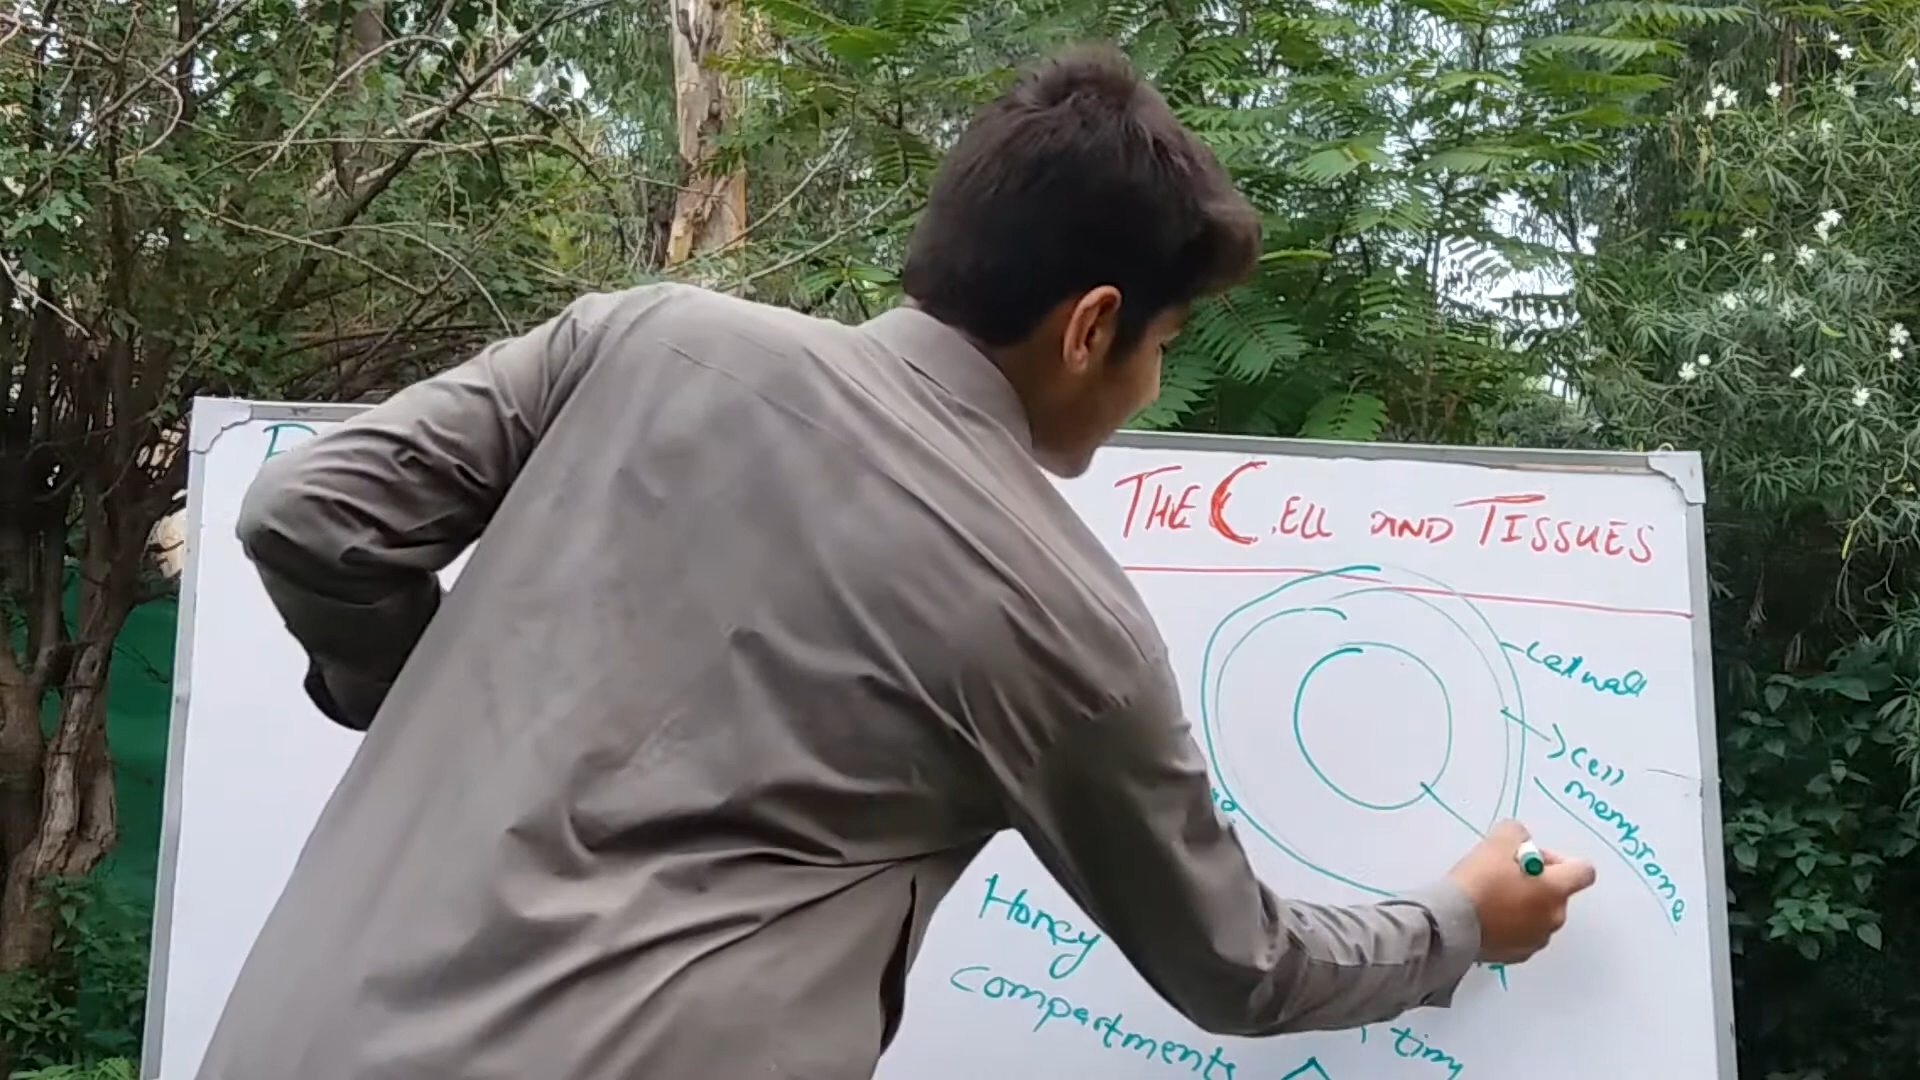 THE CELL AND TISSUES
Cell wall
Cell
membrane
Honey
compartments
tiny